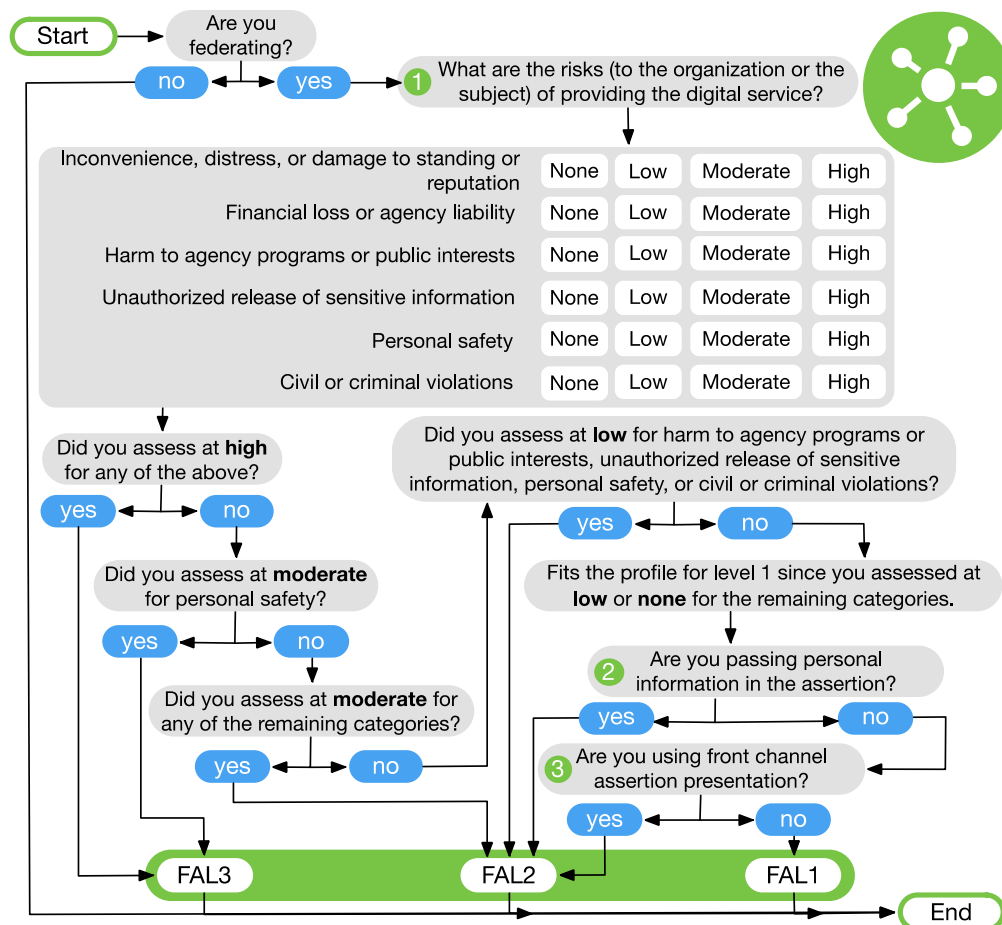 Start
Are you
federating?
no
yes
1
What are the risks (to the organization or the
subject) of providing the digital service?
Inconvenience, distress, or damage to standing or
reputation
None Low Moderate High
Financial loss or agency liability None Low Moderate High
Harm to agency programs or public interests None Low Moderate High
Unauthorized release of sensitive information None Low Moderate High
Personal safety None Low Moderate High
Civil or criminal violations None Low Moderate High
Did you assess at high
for any of the above?
yes
no
Did you assess at moderate
for personal safety?
yes
no
Did you assess at moderate for
any of the remaining categories?
yes
no
Did you assess at low for harm to agency programs or
public interests, unauthorized release of sensitive
information, personal safety, or civil or criminal violations?
yes
no
Fits the profile for level 1 since you assessed at
low or none for the remaining categories.
2
Are you passing personal
information in the assertion?
yes
no
3
Are you using front channel
assertion presentation?
yes
no
FAL3
FAL2
FAL1
End